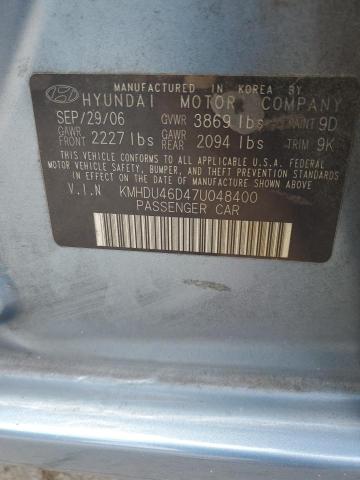 MANUFACTURED IN KOREA BY
HYUNDAI MOTOR COMPANY
SEP/29/06 GVWR 3869 lbs PAINT 9D
GAWR FRONT 2227 lbs GAWR REAR 2094 lbs TRIM 9K
THIS VEHICLE CONFORMS TO ALL APPLICABLE U.S.A. FEDERAL
MOTOR VEHICLE SAFETY, BUMPER, AND THEFT PREVENTION
STANDARDS IN EFFECT ON THE DATE OF MANUFACTURE SHOWN ABOVE.
V.I.N KMHDU46D47U048400
PASSENGER CAR